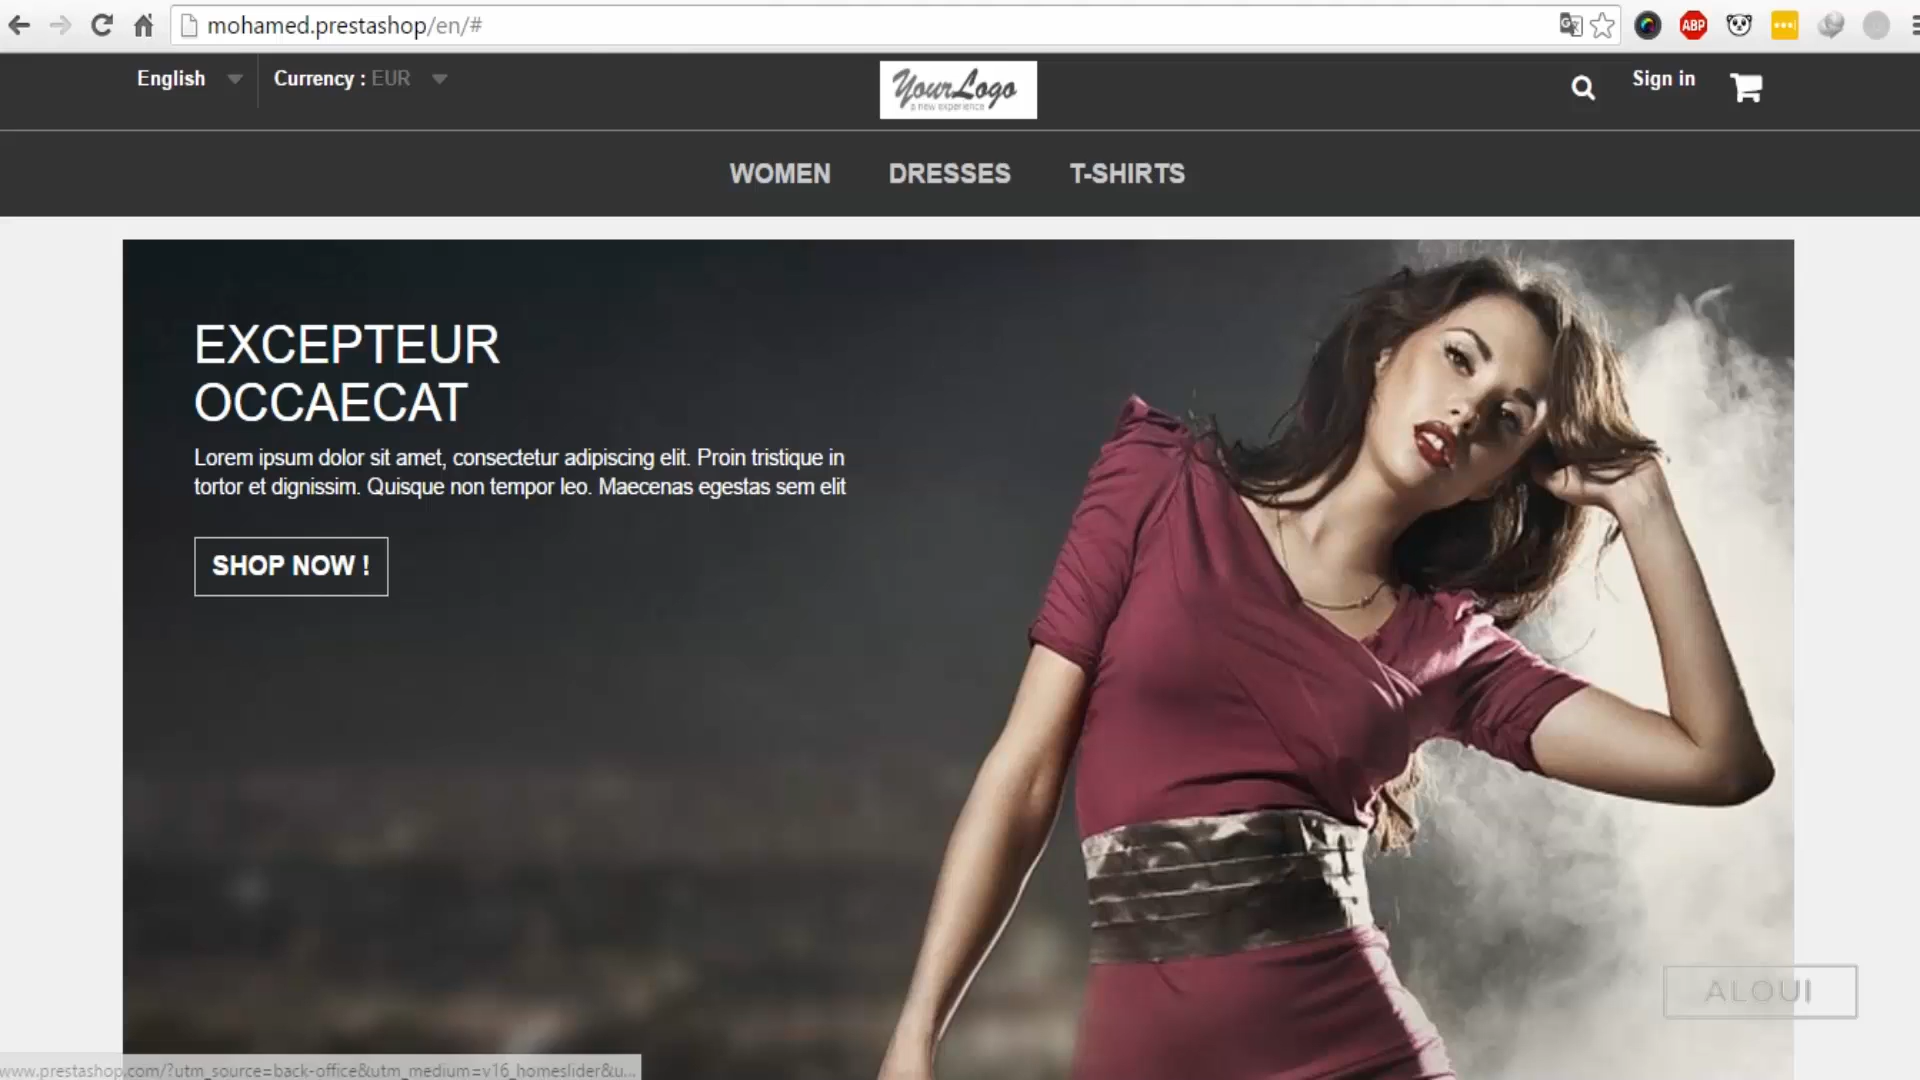 mohamed.prestashop/en/#
ABP
English
Currency : EUR
YourLogo
a new experience
Sign in
WOMEN
DRESSES
T-SHIRTS
EXCEPTEUR
OCCAECAT
Lorem ipsum dolor sit amet, consectetur adipiscing elit. Proin tristique in
tortor et dignissim. Quisque non tempor leo. Maecenas egestas sem elit
SHOP NOW !
ALOUI
www.prestashop.com/?utm_source=back-office&utm_medium=v16_homeslider&u...